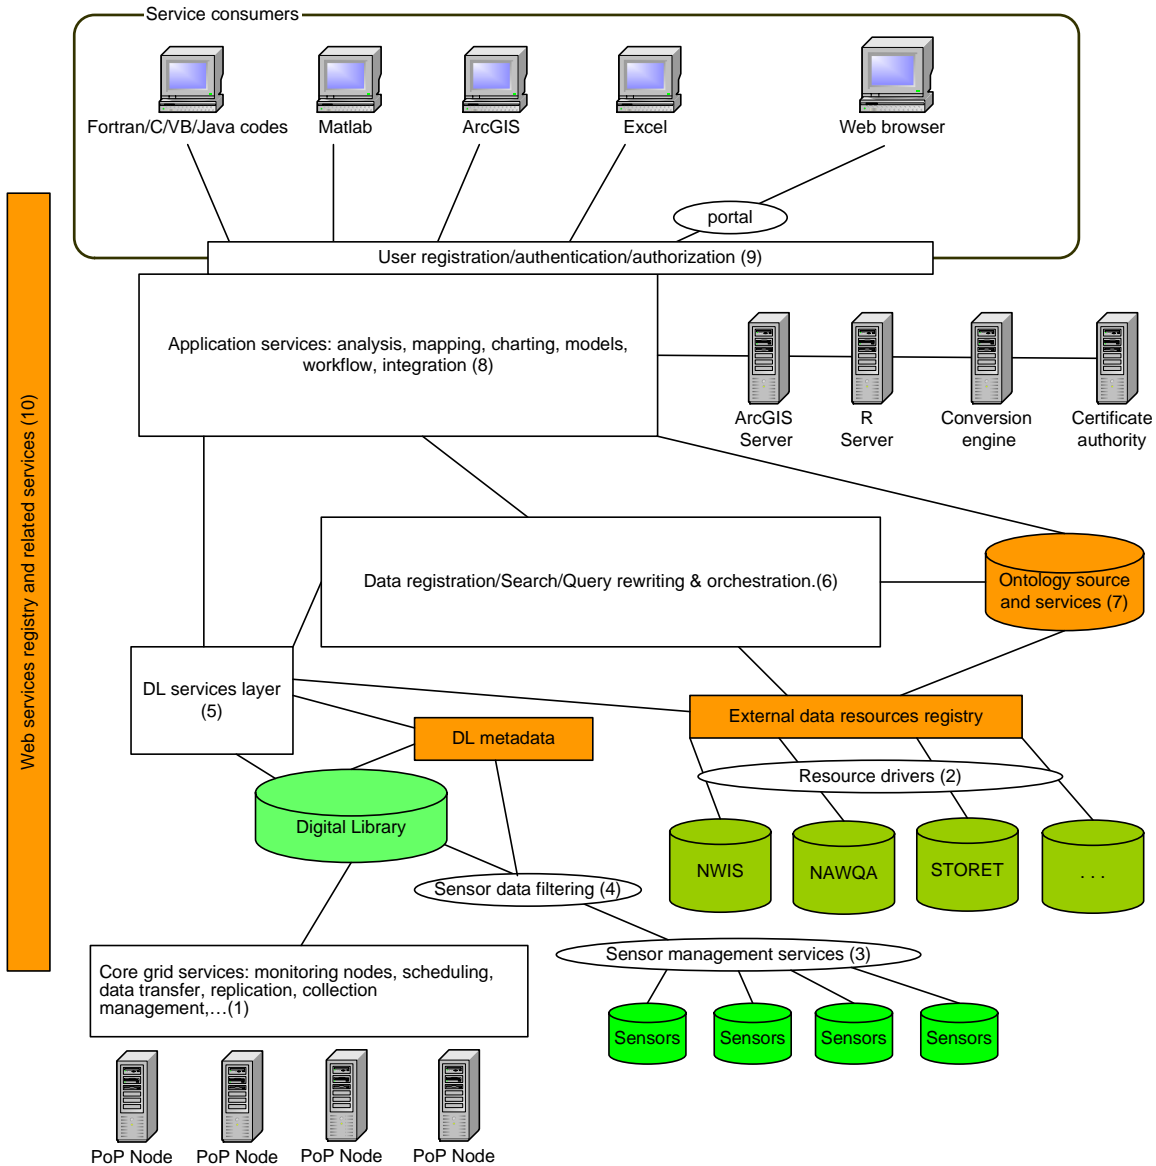 Service consumers
Fortran/C/VB/Java codes
Matlab
ArcGIS
Excel
Web browser
portal
User registration/authentication/authorization (9)
Web services registry and related services (10)
Application services: analysis, mapping, charting, models,
workflow, integration (8)
ArcGIS
Server
R
Server
Conversion
engine
Certificate
authority
Data registration/Search/Query rewriting & orchestration.(6)
Ontology source
and services (7)
DL services layer
(5)
External data resources registry
DL metadata
Resource drivers (2)
Digital Library
NWIS
NAWQA
STORET
. . .
Sensor data filtering (4)
Sensor management services (3)
Core grid services: monitoring nodes, scheduling,
data transfer, replication, collection
management,…(1)
Sensors
Sensors
Sensors
Sensors
PoP Node
PoP Node
PoP Node
PoP Node